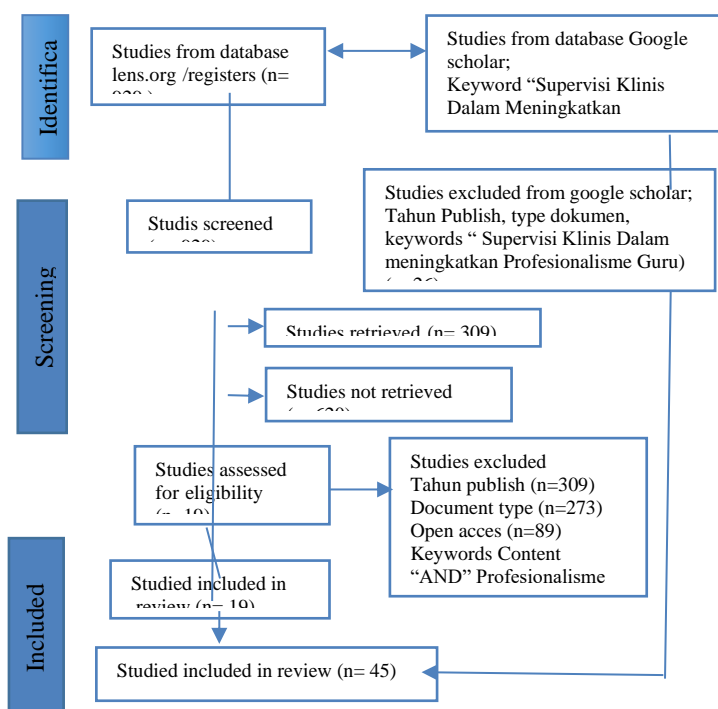 Identifica
Studies from database
lens.org /registers (n=
Studies from database Google
scholar;
Keyword “Supervisi Klinis
Dalam Meningkatkan
Screening
Studis screened
Studies excluded from google scholar;
Tahun Publish, type dokumen,
keywords “ Supervisi Klinis Dalam
meningkatkan Profesionalisme Guru)
Studies retrieved (n= 309)
Studies not retrieved
Studies assessed
for eligibility
Studies excluded
Tahun publish (n=309)
Document type (n=273)
Open acces (n=89)
Keywords Content
“AND” Profesionalisme
Included
Studied included in
review (n= 19)
Studied included in review (n= 45)